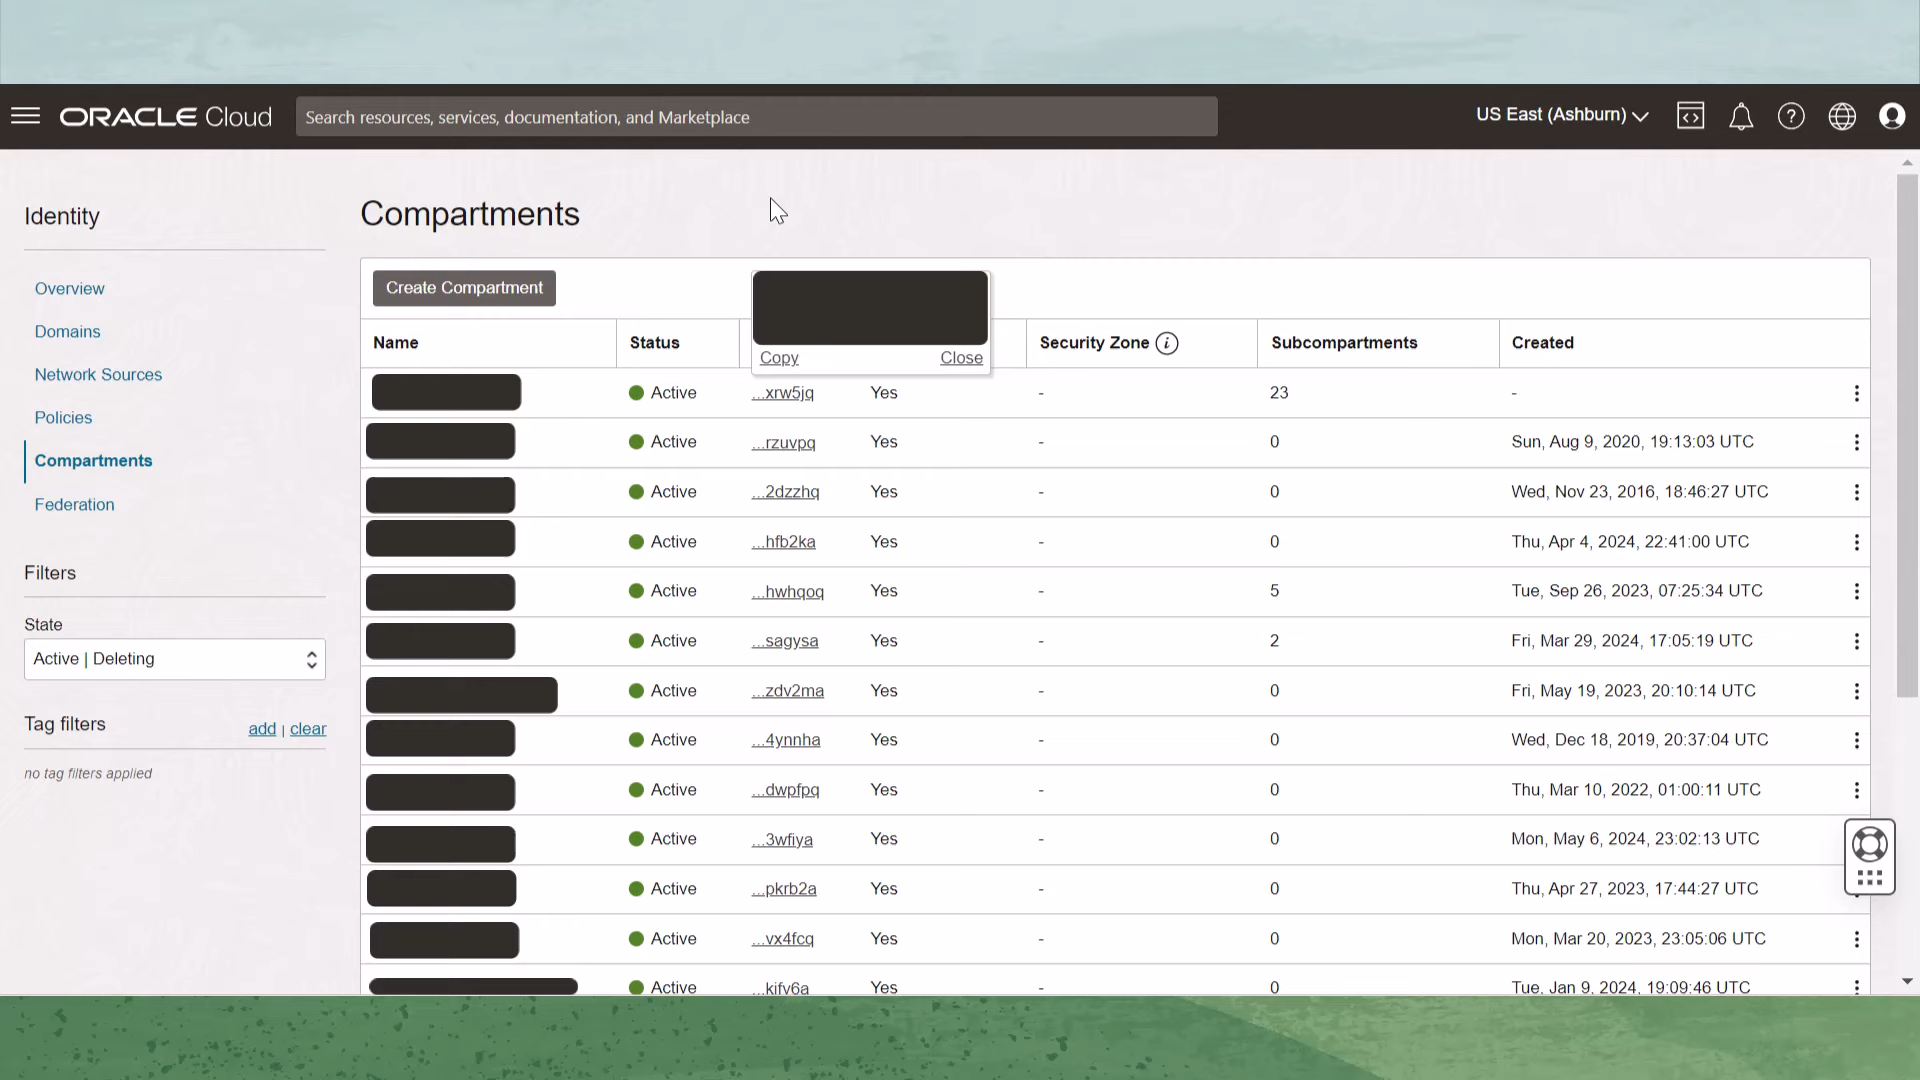 ORACLE Cloud
Search resources, services, documentation, and Marketplace
US East (Ashburn)
Identity
Overview
Domains
Network Sources
Policies
Compartments
Federation
Filters
State
Active | Deleting
Tag filters
add | clear
no tag filters applied
Compartments
Create Compartment
Copy Close
Name Status Security Zone i Subcompartments Created
Active ...xrw5jq Yes - 23 -
Active ...rzuvpq Yes - 0 Sun, Aug 9, 2020, 19:13:03 UTC
Active ...2dzzhq Yes - 0 Wed, Nov 23, 2016, 18:46:27 UTC
Active ...hfb2ka Yes - 0 Thu, Apr 4, 2024, 22:41:00 UTC
Active ...hwhqoq Yes - 5 Tue, Sep 26, 2023, 07:25:34 UTC
Active ...sagysa Yes - 2 Fri, Mar 29, 2024, 17:05:19 UTC
Active ...zdv2ma Yes - 0 Fri, May 19, 2023, 20:10:14 UTC
Active ...4ynnha Yes - 0 Wed, Dec 18, 2019, 20:37:04 UTC
Active ...dwpfpq Yes - 0 Thu, Mar 10, 2022, 01:00:11 UTC
Active ...3wfiya Yes - 0 Mon, May 6, 2024, 23:02:13 UTC
Active ...pkrb2a Yes - 0 Thu, Apr 27, 2023, 17:44:27 UTC
Active ...vx4fcq Yes - 0 Mon, Mar 20, 2023, 23:05:06 UTC
Active ...kify6a Yes - 0 Tue, Jan 9, 2024, 19:09:46 UTC